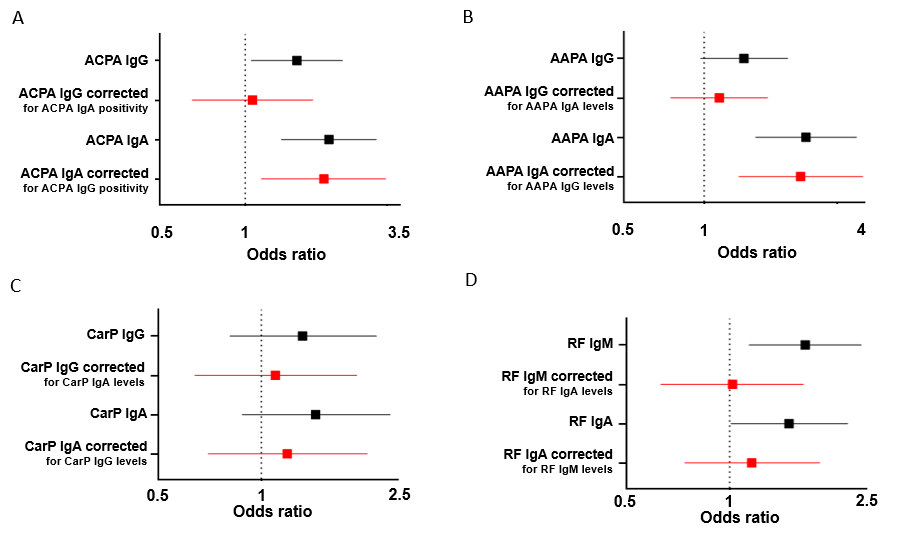 A
ACPA IgG
ACPA IgG corrected
for ACPA IgA positivity
ACPA IgA
ACPA IgA corrected
for ACPA IgG positivity
0.5 1 3.5
Odds ratio
B
AAPA IgG
AAPA IgG corrected
for AAPA IgA levels
AAPA IgA
AAPA IgA corrected
for AAPA IgG levels
0.5 1 4
Odds ratio
C
CarP IgG
CarP IgG corrected
for CarP IgA levels
CarP IgA
CarP IgA corrected
for CarP IgG levels
0.5 1 2.5
Odds ratio
D
RF IgM
RF IgM corrected
for RF IgA levels
RF IgA
RF IgA corrected
for RF IgM levels
0.5 1 2.5
Odds ratio